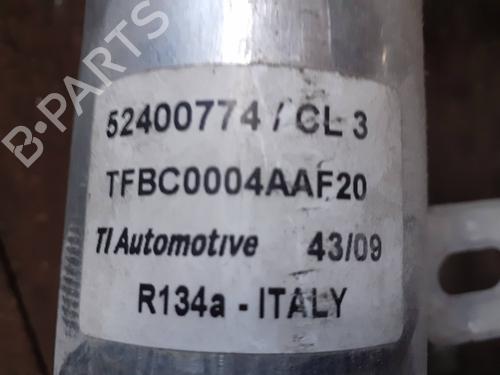 B-PARTS
52400774 / CL 3
TFBC0004AAF20
TI Automotive 43/09
R134a - ITALY